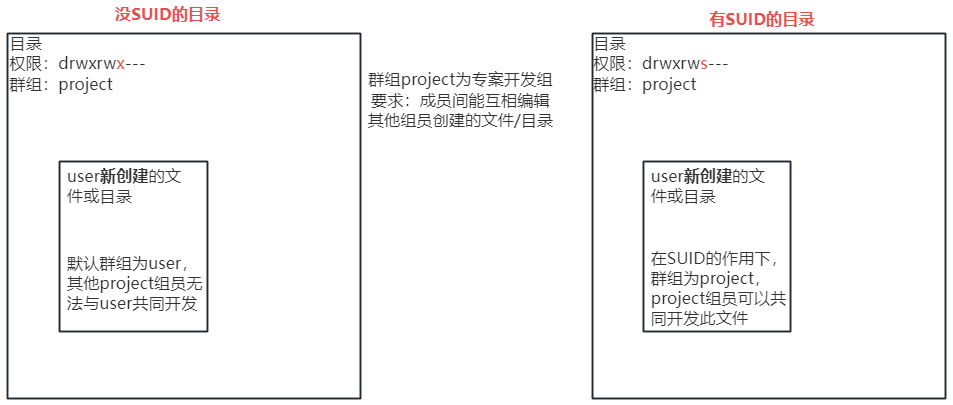 没SUID的目录
目录
权限：drwxrwx---
群组：project
user新创建的文
件或目录
默认群组为user，
其他project组员无
法与user共同开发
群组project为专案开发组
要求：成员间能互相编辑
其他组员创建的文件/目录
有SUID的目录
目录
权限：drwxrws---
群组：project
user新创建的文
件或目录
在SUID的作用下，
群组为project，
project组员可以共
同开发此文件